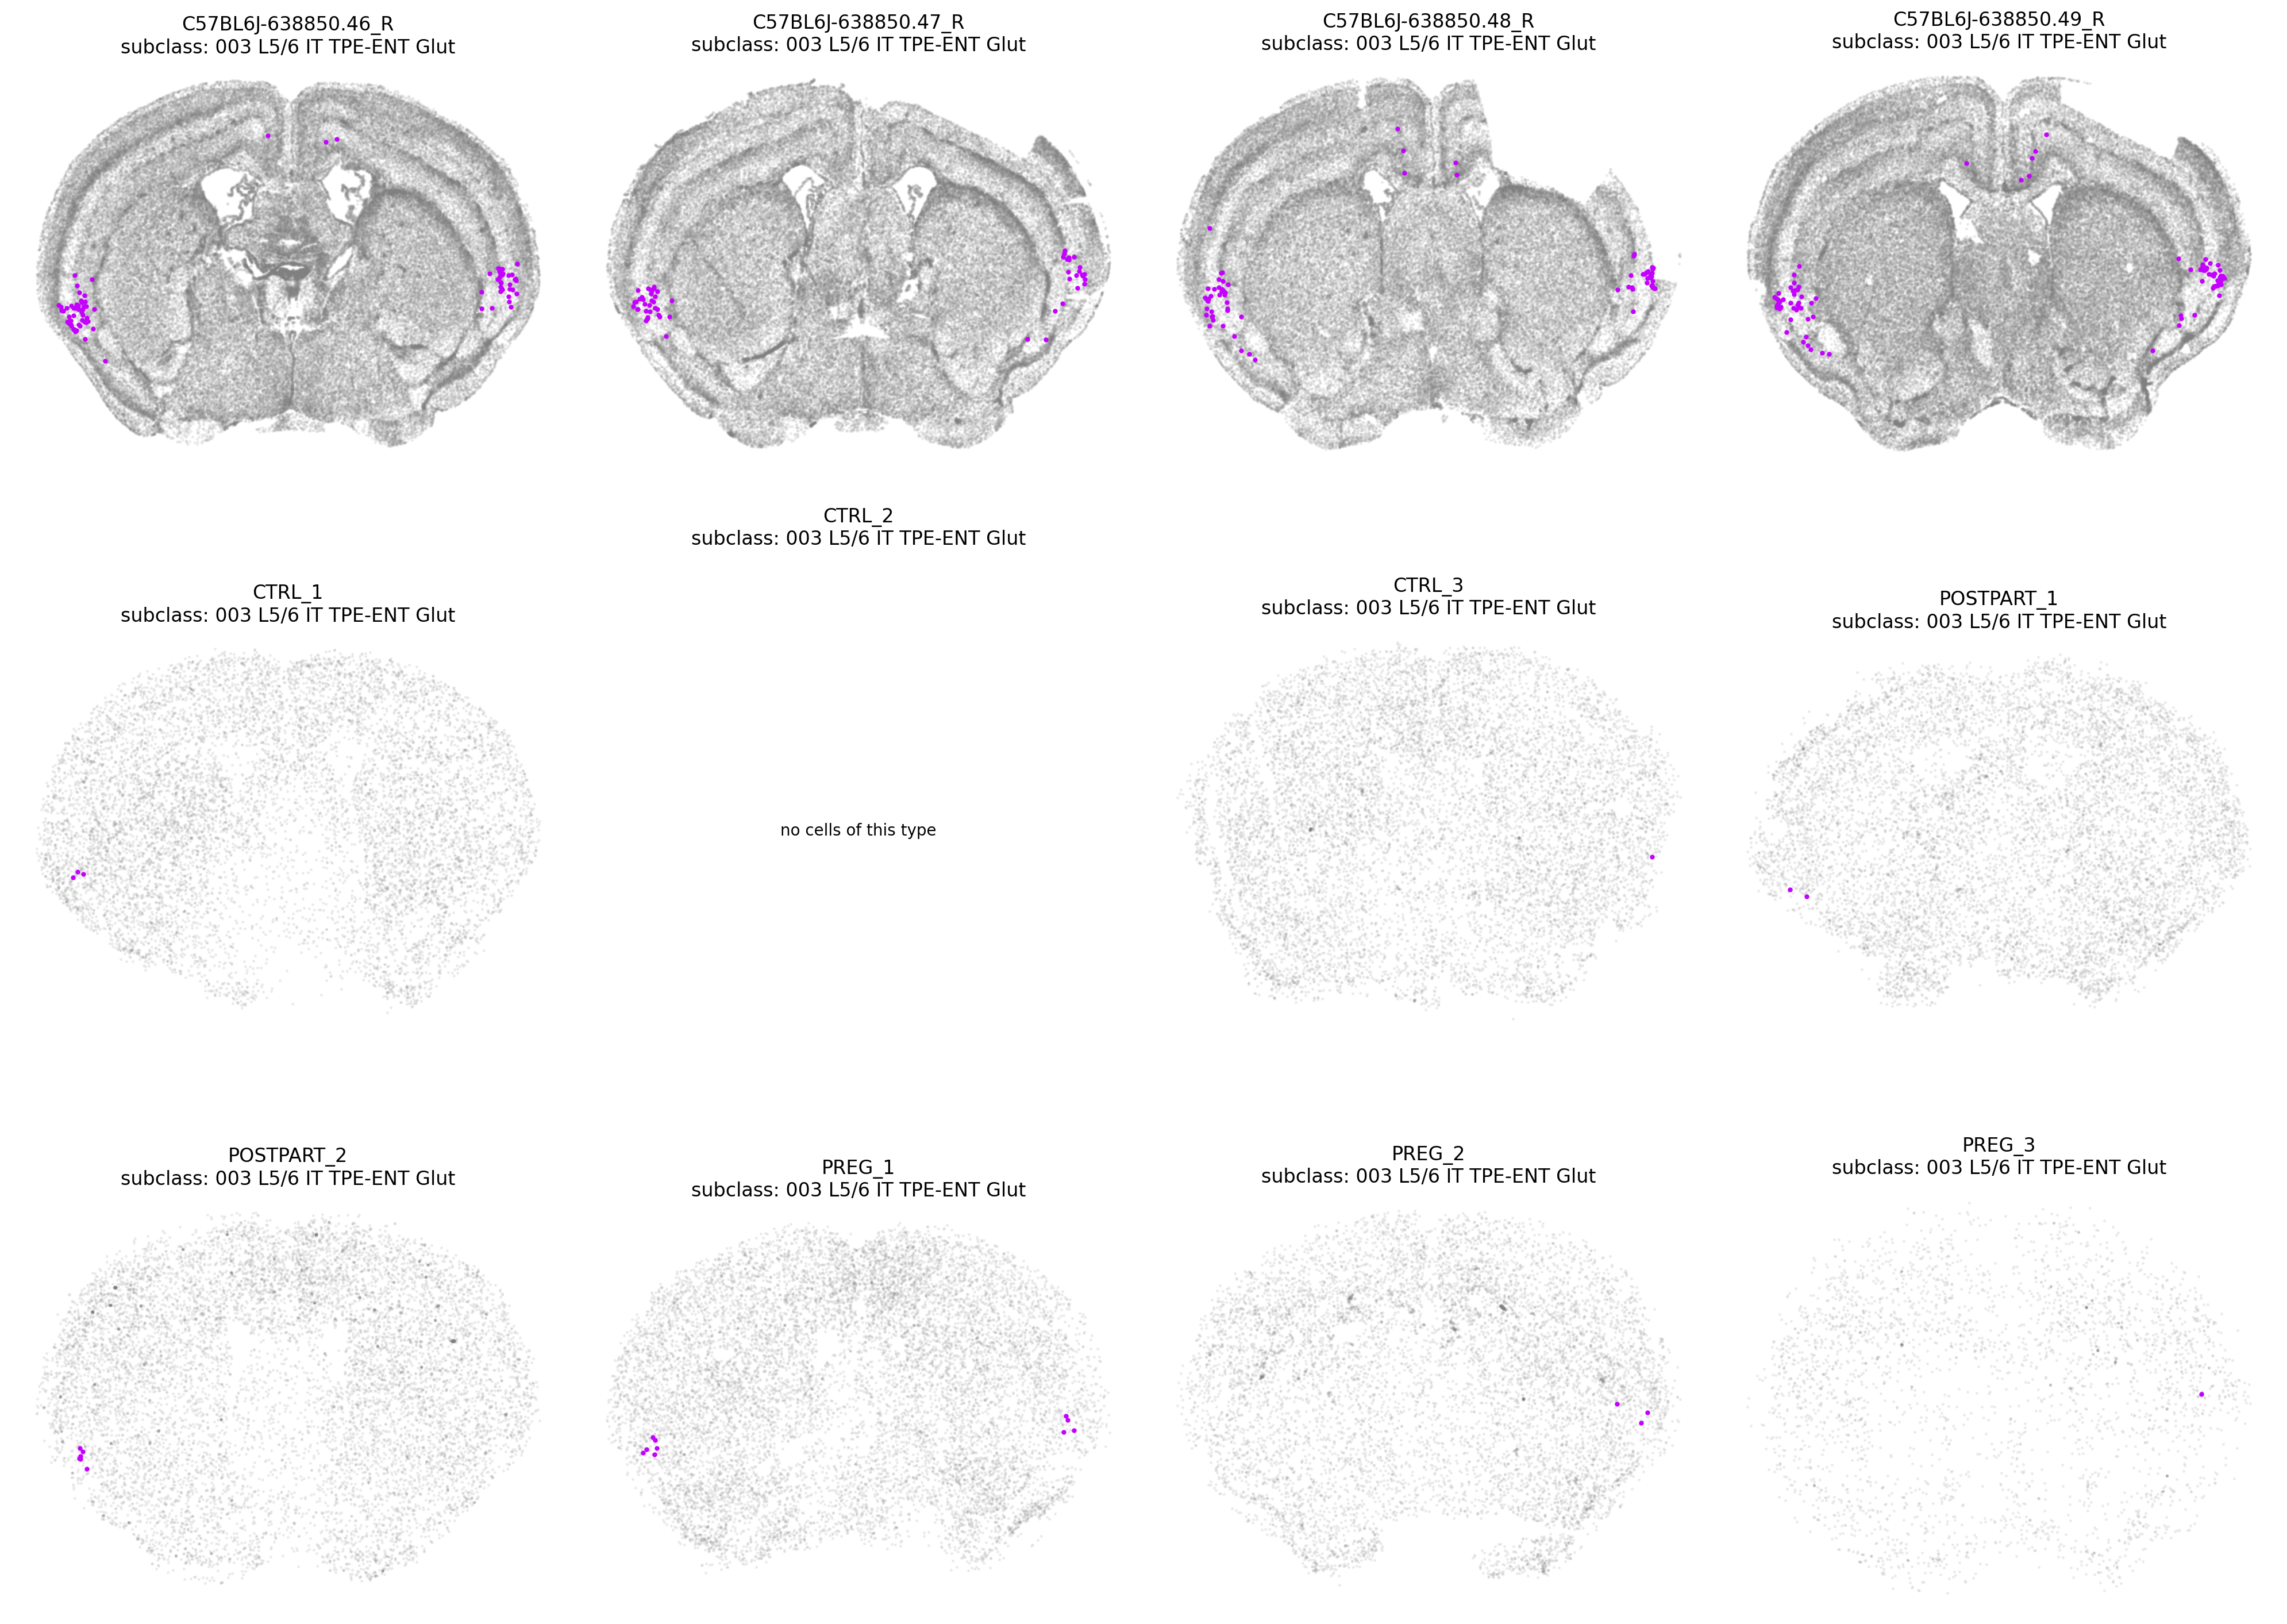 C57BL6J-638850.46_R
subclass: 003 L5/6 IT TPE-ENT Glut
C57BL6J-638850.47_R
subclass: 003 L5/6 IT TPE-ENT Glut
C57BL6J-638850.48_R
subclass: 003 L5/6 IT TPE-ENT Glut
C57BL6J-638850.49_R
subclass: 003 L5/6 IT TPE-ENT Glut
CTRL_1
subclass: 003 L5/6 IT TPE-ENT Glut
CTRL_2
subclass: 003 L5/6 IT TPE-ENT Glut
no cells of this type
CTRL_3
subclass: 003 L5/6 IT TPE-ENT Glut
POSTPART_1
subclass: 003 L5/6 IT TPE-ENT Glut
POSTPART_2
subclass: 003 L5/6 IT TPE-ENT Glut
PREG_1
subclass: 003 L5/6 IT TPE-ENT Glut
PREG_2
subclass: 003 L5/6 IT TPE-ENT Glut
PREG_3
subclass: 003 L5/6 IT TPE-ENT Glut